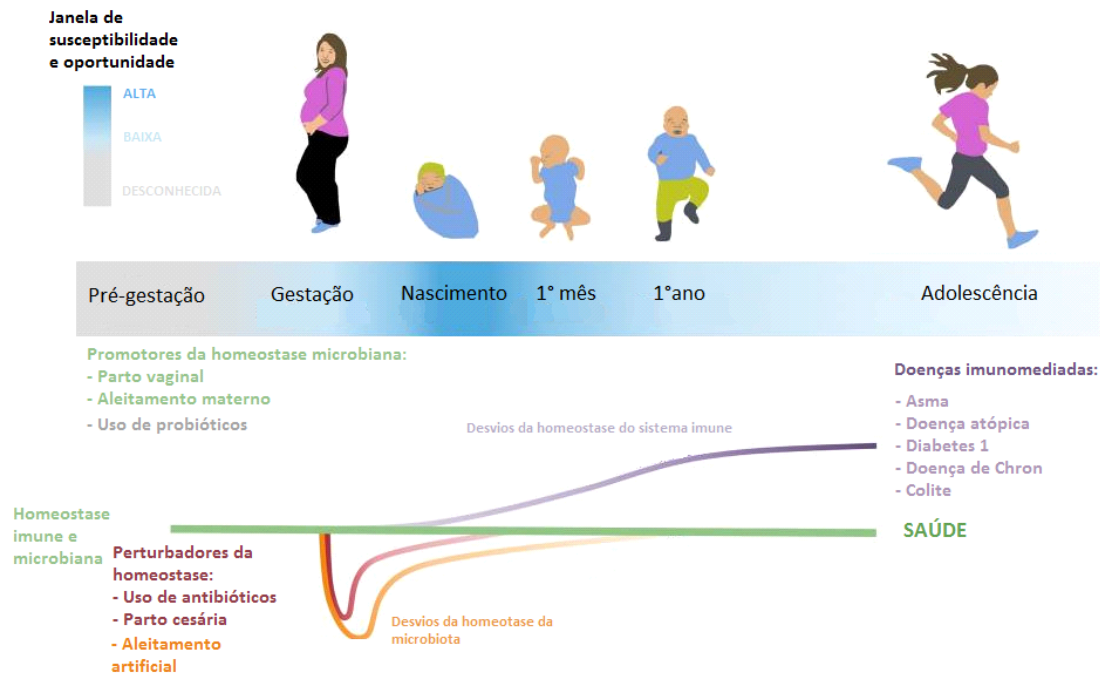 Janela de
susceptibilidade
e oportunidade
ALTA
BAIXA
DESCONHECIDA
Pré-gestação
Gestação
Nascimento
1° mês
1°ano
Adolescência
Promotores da homeostase microbiana:
- Parto vaginal
- Aleitamento materno
- Uso de probióticos
Desvios da homeostase do sistema imune
Doenças imunomediadas:
- Asma
- Doença atópica
- Diabetes 1
- Doença de Chron
- Colite
Homeostase
imune e
microbiana
SAÚDE
Perturbadores da
homeostase:
- Uso de antibióticos
- Parto cesária
- Aleitamento
artificial
Desvios da homeotase da
microbiota